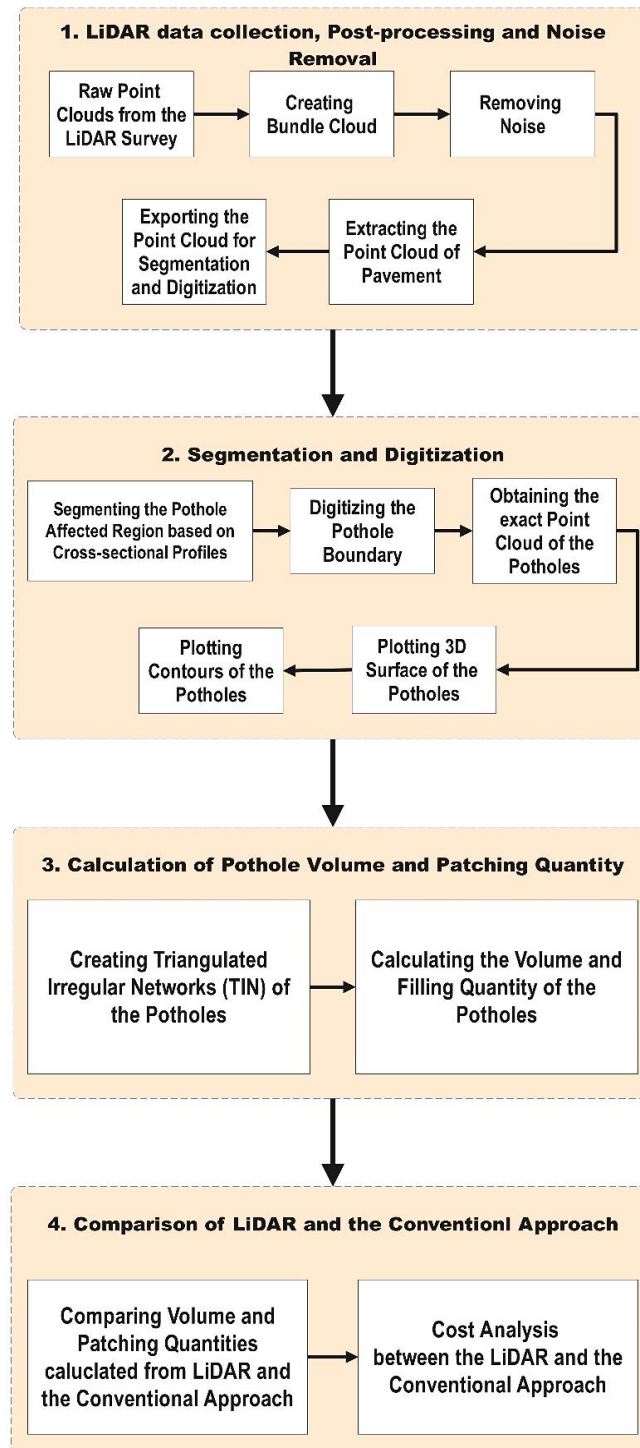 1. LiDAR data collection, Post-processing and Noise
Removal
Raw Point
Clouds from the
LiDAR Survey
Creating
Bundle Cloud
Removing
Noise
Extracting the
Point Cloud of
Pavement
Exporting the
Point Cloud for
Segmentation
and Digitization
2. Segmentation and Digitization
Segmenting the Pothole
Affected Region based on
Cross-sectional Profiles
Digitizing the
Pothole
Boundary
Obtaining the
exact Point
Cloud of the
Potholes
Plotting 3D
Surface of the
Potholes
Plotting
Contours of the
Potholes
3. Calculation of Pothole Volume and Patching Quantity
Creating Triangulated
Irregular Networks (TIN) of
the Potholes
Calculating the Volume and
Filling Quantity of the
Potholes
4. Comparison of LiDAR and the Conventionl Approach
Comparing Volume and
Patching Quantities
caluclated from LiDAR and
the Conventional Approach
Cost Analysis
between the LiDAR and the
Conventional Approach